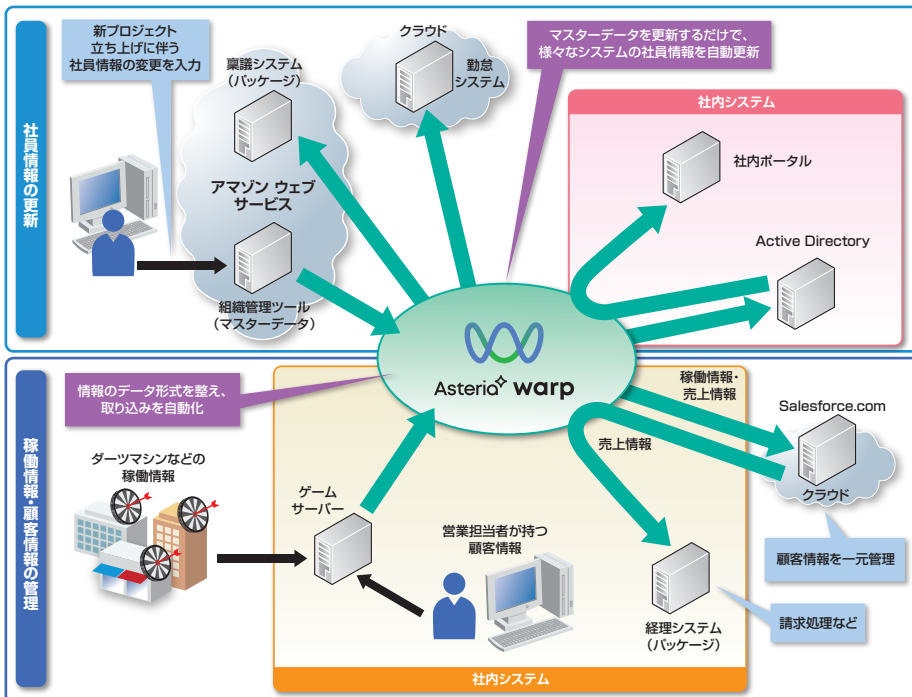 社員情報の更新
新プロジェクト
立ち上げに伴う
社員情報の変更を入力
稟議システム
(パッケージ)
アマゾン ウェブ
サービス
組織管理ツール
(マスターデータ)
クラウド
勤怠
システム
マスターデータを更新するだけで、
様々なシステムの社員情報を自動更新
社内システム
社内ポータル
Active Directory
Asteria warp
稼働情報・顧客情報の管理
情報のデータ形式を整え、
取り込みを自動化
ダーツマシンなどの
稼働情報
ゲーム
サーバー
営業担当者が持つ
顧客情報
売上情報
稼働情報・
売上情報
Salesforce.com
クラウド
顧客情報を一元管理
経理システム
(パッケージ)
請求処理など
社内システム